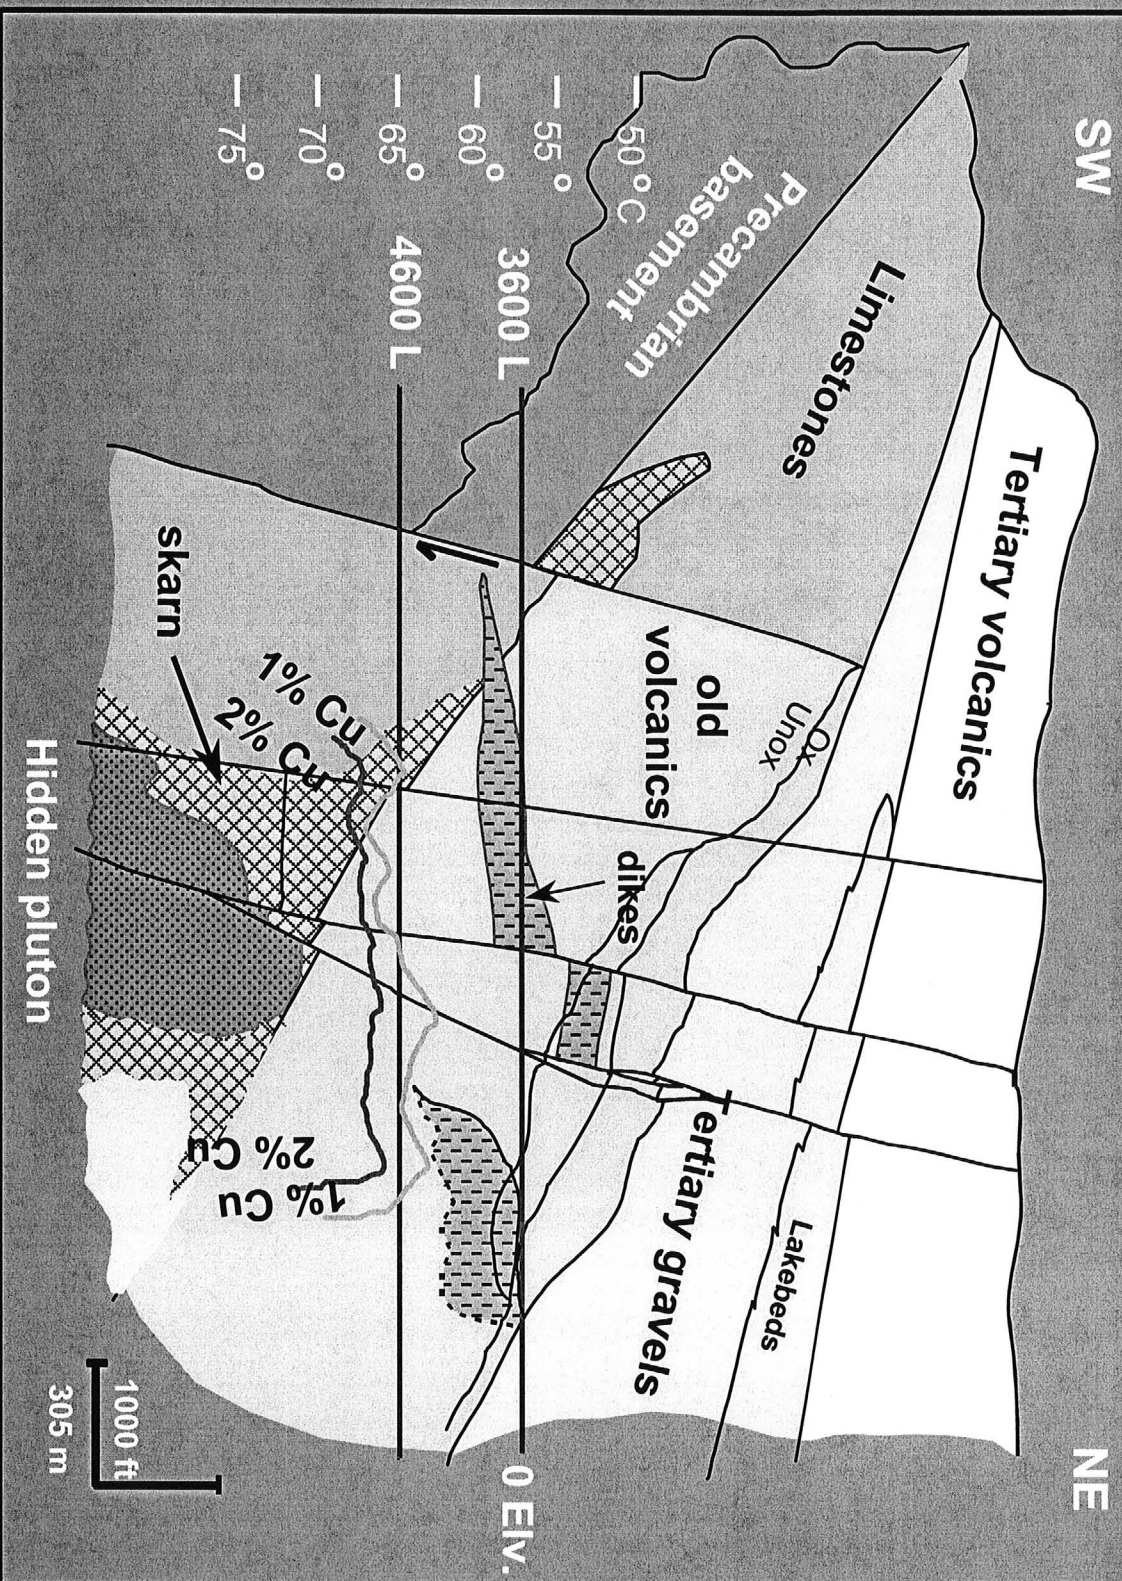 SW
NE
Tertiary volcanics
Limestones
Lakebeds
Precambrian
basement
old
volcanics
Ox
Unox
Tertiary gravels
dikes
50° C
55°
60°
65°
70°
75°
3600 L
0 Elv.
4600 L
1% Cu
2% Cu
skarn
2% Cu
1% Cu
Hidden pluton
1000 ft
305 m